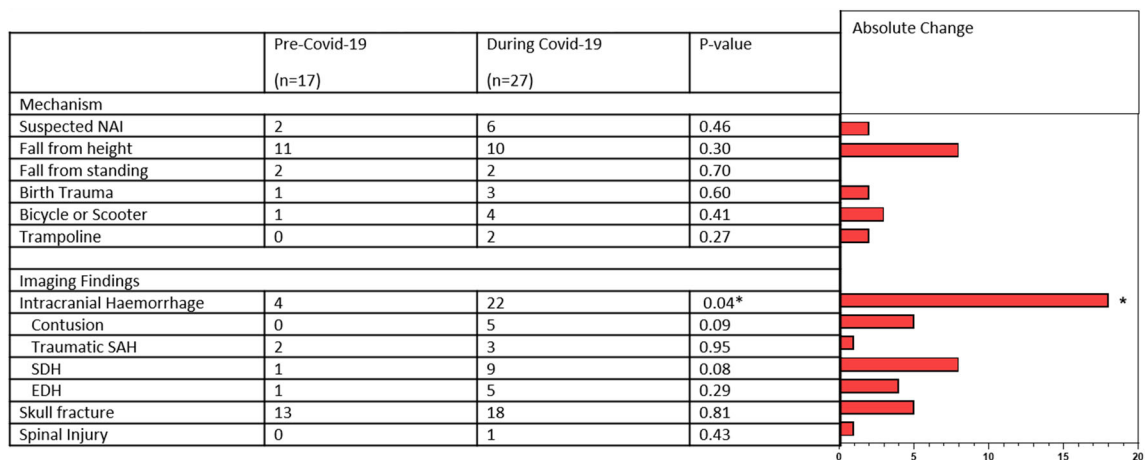 Absolute Change
Pre-Covid-19 During Covid-19 P-value
(n=17) (n=27)
Mechanism
Suspected NAI 2 6 0.46
Fall from height 11 10 0.30
Fall from standing 2 2 0.70
Birth Trauma 1 3 0.60
Bicycle or Scooter 1 4 0.41
Trampoline 0 2 0.27
Imaging Findings
Intracranial Haemorrhage 4 22 0.04* *
Contusion 0 5 0.09
Traumatic SAH 2 3 0.95
SDH 1 9 0.08
EDH 1 5 0.29
Skull fracture 13 18 0.81
Spinal Injury 0 1 0.43
0 5 10 15 20